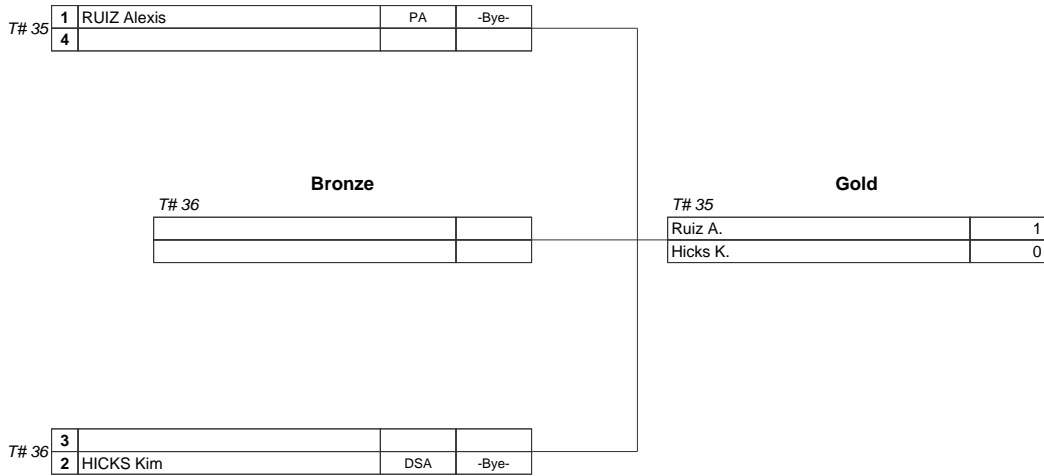 T# 35
1 RUIZ Alexis PA -Bye-
4
Bronze
T# 36
Gold
T# 35
Ruiz A. 1
Hicks K. 0
T# 36
3
2 HICKS Kim DSA -Bye-